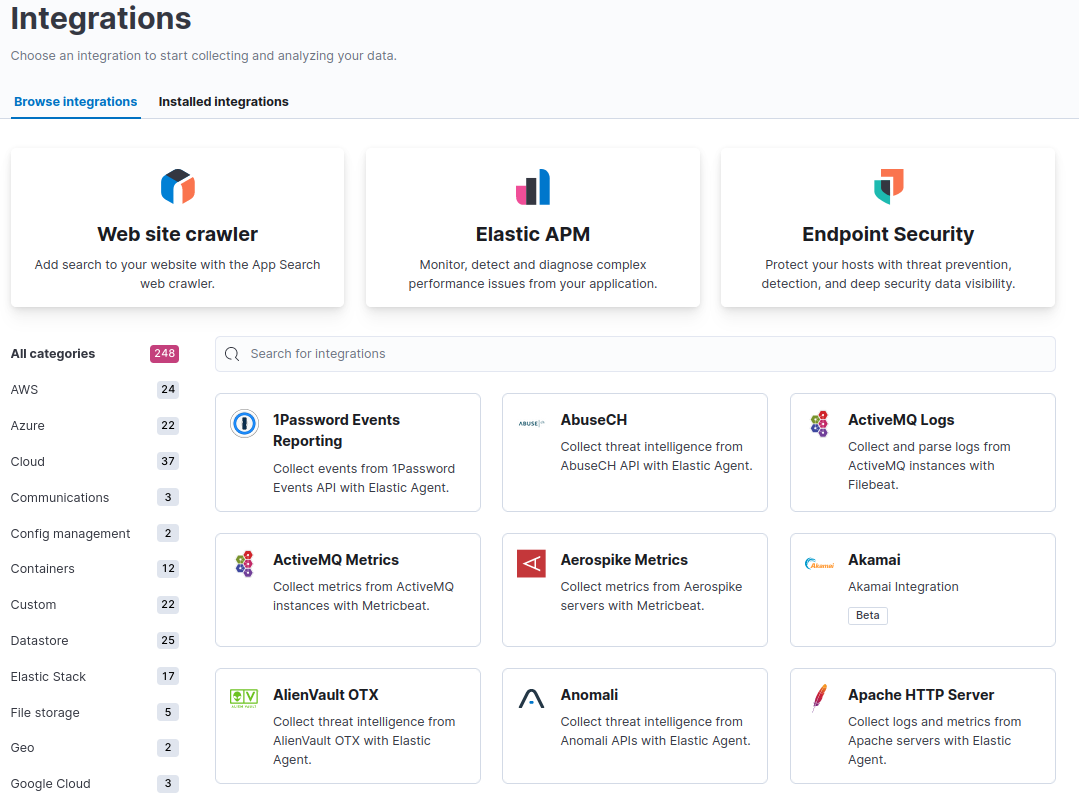 Integrations
Choose an integration to start collecting and analyzing your data.
Browse integrations
Installed integrations
Web site crawler
Add search to your website with the App Search
web crawler.
Elastic APM
Monitor, detect and diagnose complex
performance issues from your application.
Endpoint Security
Protect your hosts with threat prevention,
detection, and deep security data visibility.
All categories 248
AWS 24
Azure 22
Cloud 37
Communications 3
Config management 2
Containers 12
Custom 22
Datastore 25
Elastic Stack 17
File storage 5
Geo 2
Google Cloud 3
Search for integrations
1Password Events
Reporting
Collect events from 1Password
Events API with Elastic Agent.
ABUSE
AbuseCH
Collect threat intelligence from
AbuseCH API with Elastic Agent.
ActiveMQ Logs
Collect and parse logs from
ActiveMQ instances with
Filebeat.
ActiveMQ Metrics
Collect metrics from ActiveMQ
instances with Metricbeat.
Aerospike Metrics
Collect metrics from Aerospike
servers with Metricbeat.
Akamai
Akamai
Akamai Integration
Beta
ALIEN VAULT
AlienVault OTX
Collect threat intelligence from
AlienVault OTX with Elastic
Agent.
Anomali
Collect threat intelligence from
Anomali APIs with Elastic Agent.
Apache HTTP Server
Collect logs and metrics from
Apache servers with Elastic
Agent.